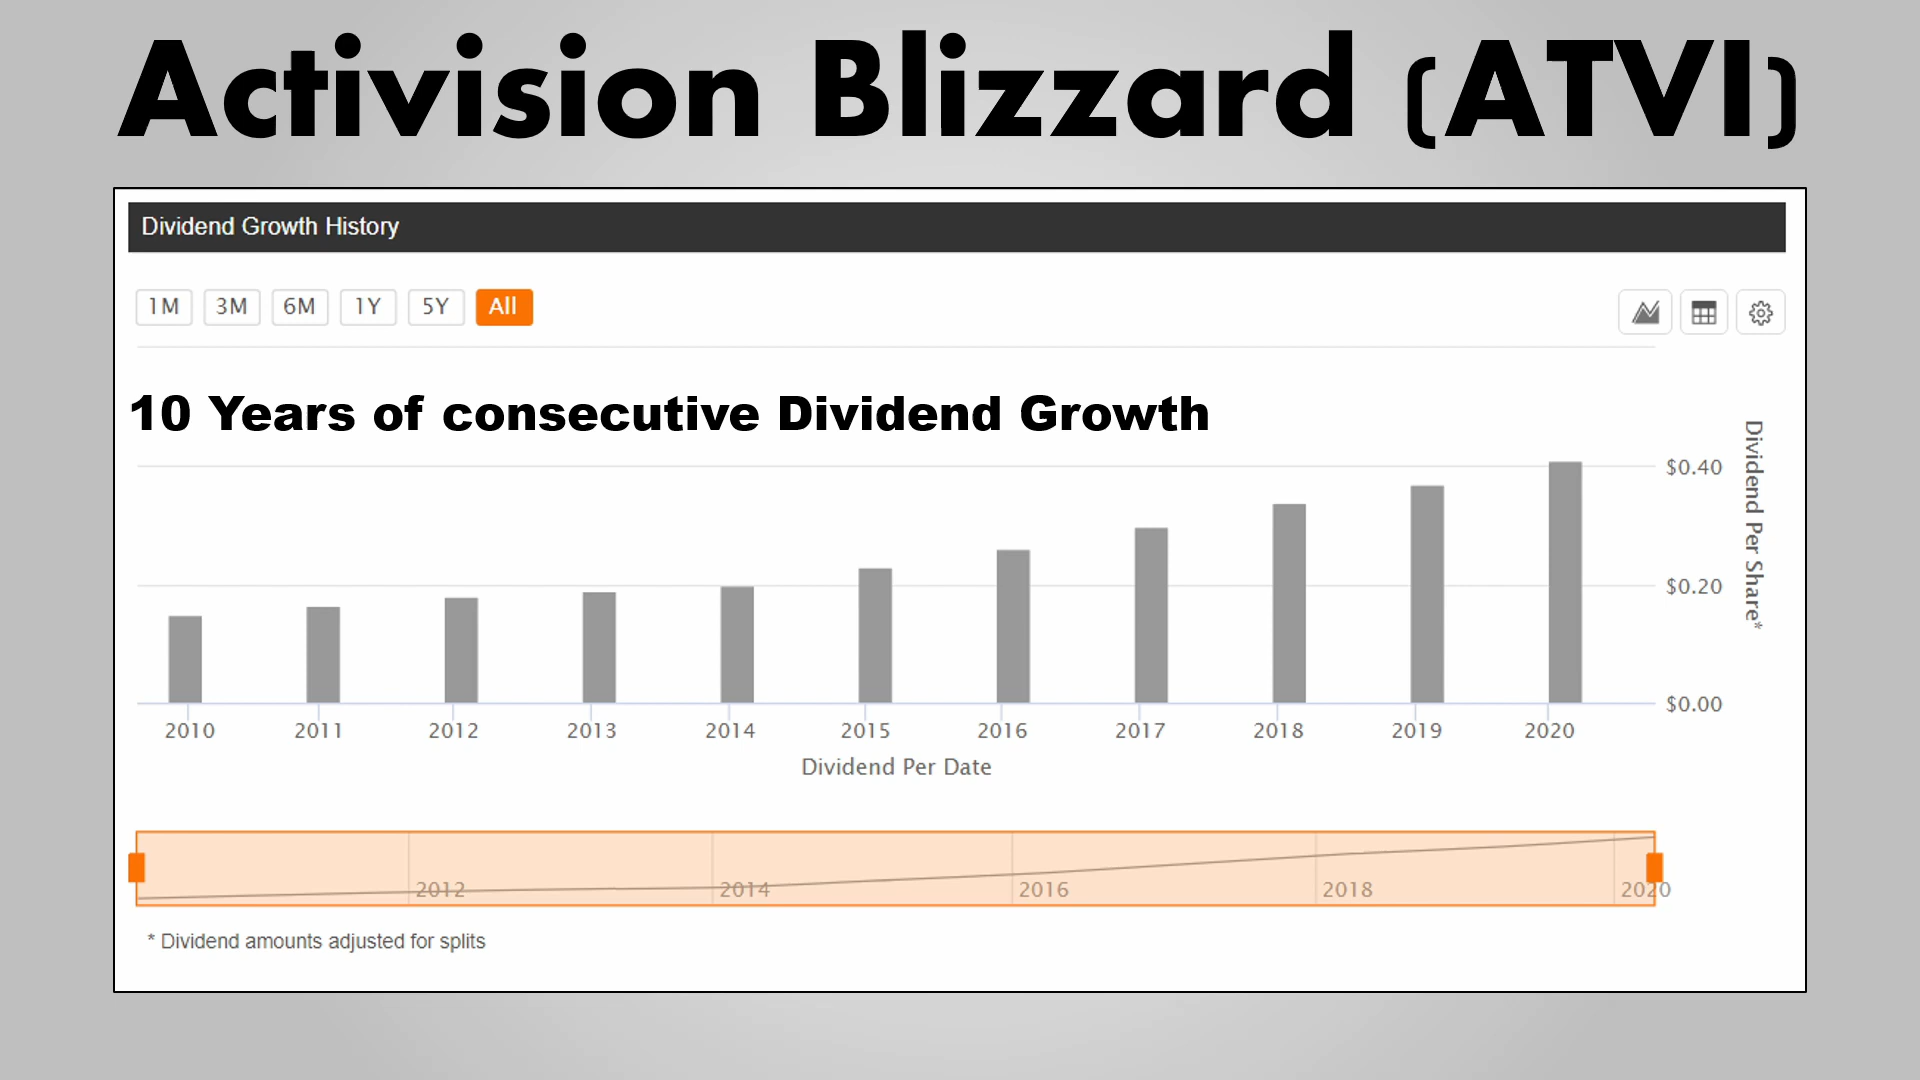 Activision Blizzard (ATVI)
Dividend Growth History
1M 3M 6M 1Y 5Y All
10 Years of consecutive Dividend Growth
$0.40
$0.20
$0.00
Dividend Per Share*
2010 2011 2012 2013 2014 2015 2016 2017 2018 2019 2020
Dividend Per Date
2012 2014 2016 2018 2020
* Dividend amounts adjusted for splits